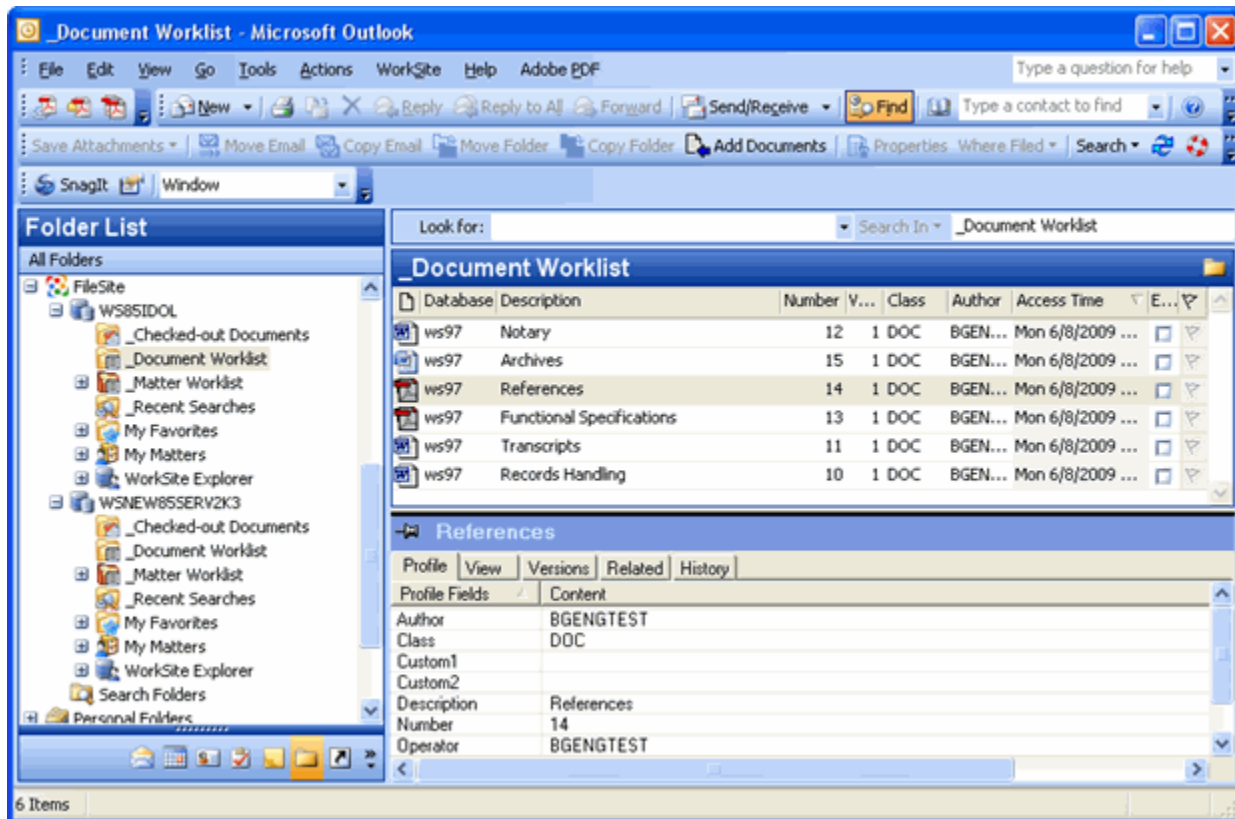 _Document Worklist - Microsoft Outlook
File Edit View Go Tools Actions WorkSite Help Adobe PDF Type a question for help
New Reply Reply to All Forward Send/Receive Find Type a contact to find
Save Attachments Move Email Copy Email Move Folder Copy Folder Add Documents Properties Where Filed Search
SnagIt Window
Folder List
All Folders
FileSite
WS85IDOL
_Checked-out Documents
_Document Worklist
_Matter Worklist
_Recent Searches
My Favorites
My Matters
WorkSite Explorer
WSNEW85SERV2K3
_Checked-out Documents
_Document Worklist
_Matter Worklist
_Recent Searches
My Favorites
My Matters
WorkSite Explorer
Search Folders
Personal Folders
Look for: Search In _Document Worklist
_Document Worklist
Database Description Number V... Class Author Access Time E...
ws97 Notary 12 1 DOC BGEN... Mon 6/8/2009 ...
ws97 Archives 15 1 DOC BGEN... Mon 6/8/2009 ...
ws97 References 14 1 DOC BGEN... Mon 6/8/2009 ...
ws97 Functional Specifications 13 1 DOC BGEN... Mon 6/8/2009 ...
ws97 Transcripts 11 1 DOC BGEN... Mon 6/8/2009 ...
ws97 Records Handling 10 1 DOC BGEN... Mon 6/8/2009 ...
References
Profile View Versions Related History
Profile Fields Content
Author BGENGTEST
Class DOC
Custom1
Custom2
Description References
Number 14
Operator BGENGTEST
6 Items